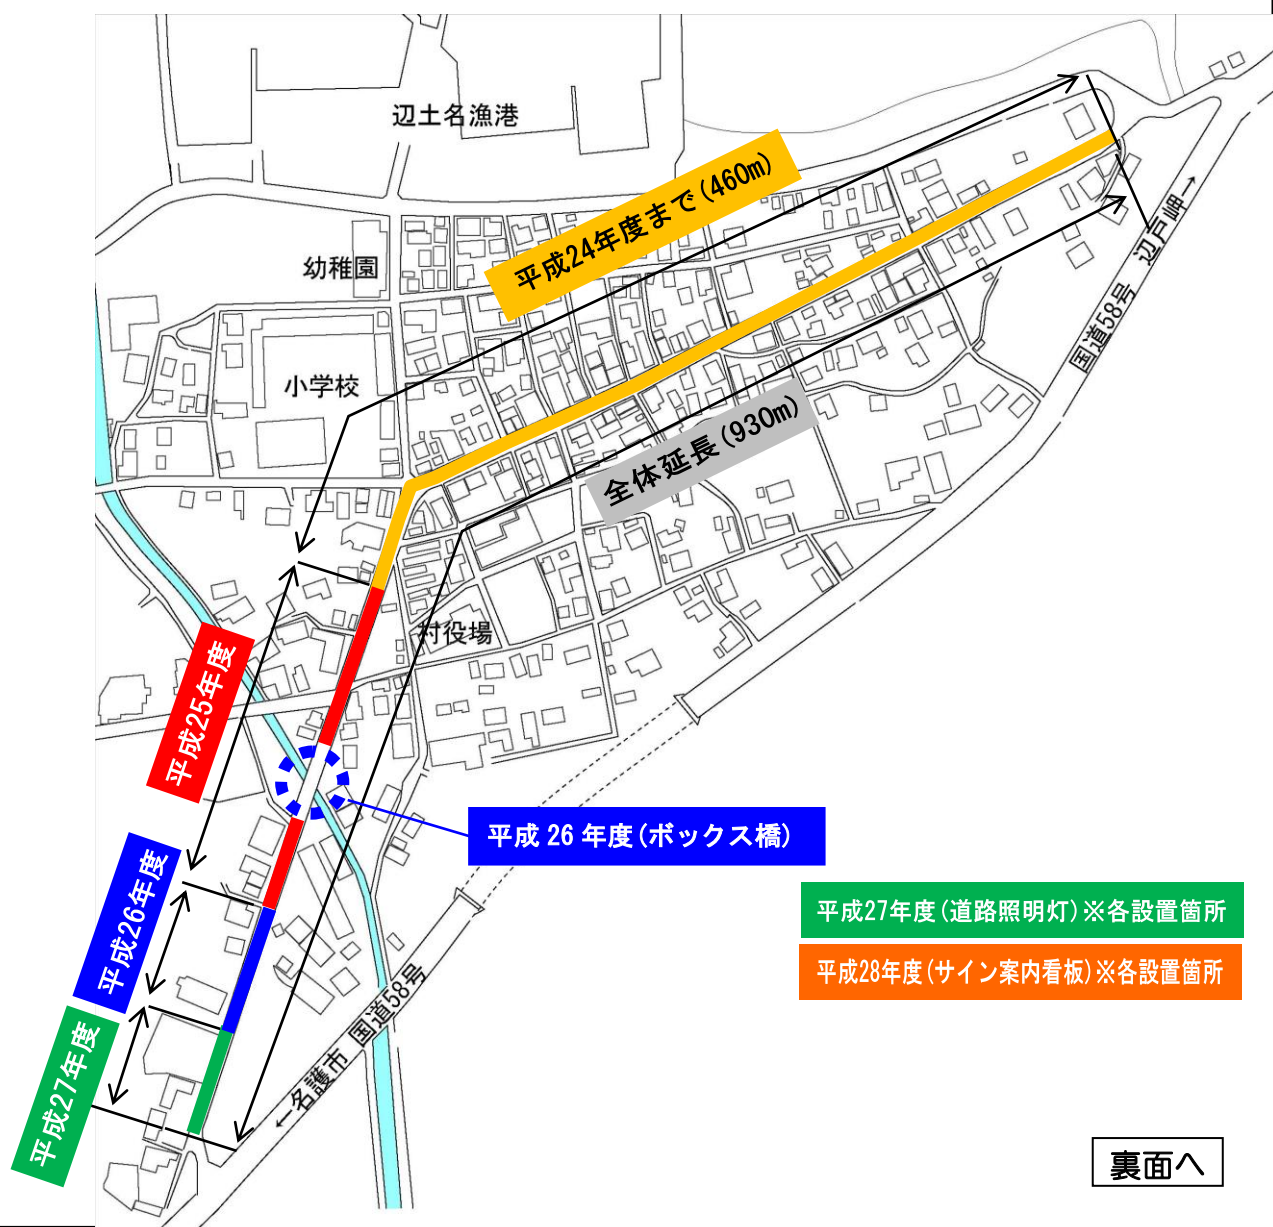 辺土名漁港
平成24年度まで(460m)
幼稚園
小学校
国道58号 辺戸岬→
全体延長(930m)
村役場
平成25年度
平成26年度(ボックス橋)
平成26年度
平成27年度(道路照明灯)※各設置箇所
平成28年度(サイン案内看板)※各設置箇所
←名護市 国道58号
平成27年度
裏面へ